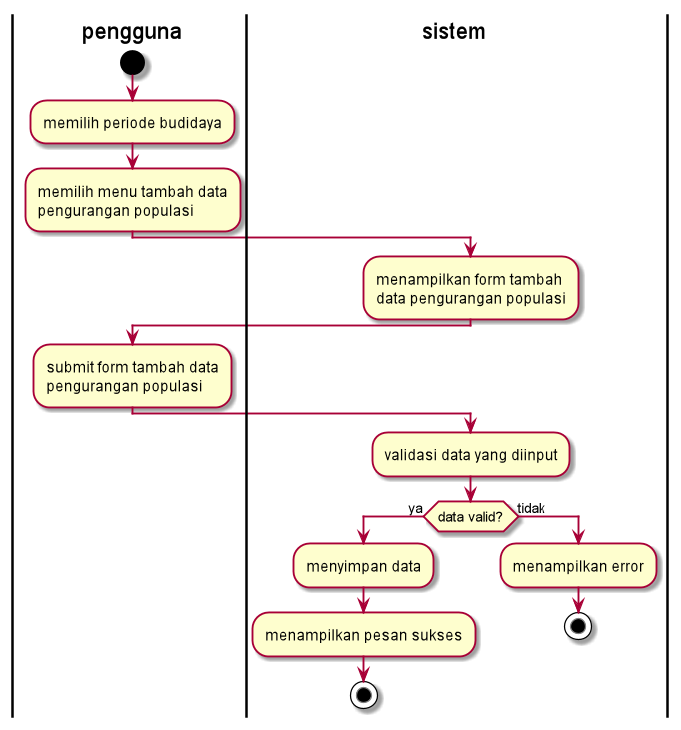 pengguna
sistem
memilih periode budidaya
memilih menu tambah data
pengurangan populasi
menampilkan form tambah
data pengurangan populasi
submit form tambah data
pengurangan populasi
validasi data yang diinput
ya
data valid?
tidak
menyimpan data
menampilkan error
menampilkan pesan sukses